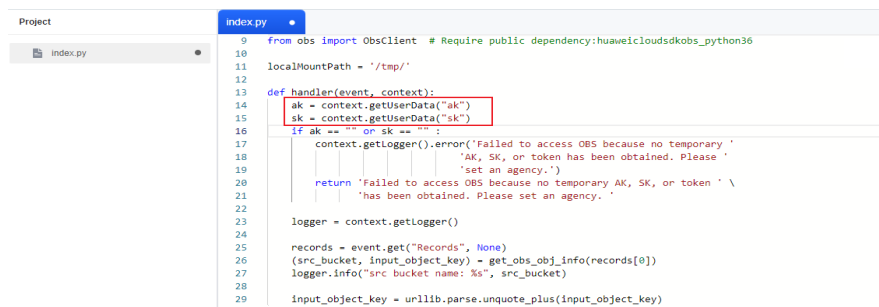 Project
index.py
index.py
9 from obs import ObsClient # Require public dependency:huaweicloudsdkobs_python36
10
11 localMountPath = '/tmp/'
12
13 def handler(event, context):
14 ak = context.getUserData("ak")
15 sk = context.getUserData("sk")
16 if ak == "" or sk == "" :
17 context.getLogger().error('Failed to access OBS because no temporary '
18 'AK, SK, or token has been obtained. Please '
19 'set an agency.')
20 return 'Failed to access OBS because no temporary AK, SK, or token ' \
21 'has been obtained. Please set an agency. '
22
23 logger = context.getLogger()
24
25 records = event.get("Records", None)
26 (src_bucket, input_object_key) = get_obs_obj_info(records[0])
27 logger.info("src bucket name: %s", src_bucket)
28
29 input_object_key = urllib.parse.unquote_plus(input_object_key)